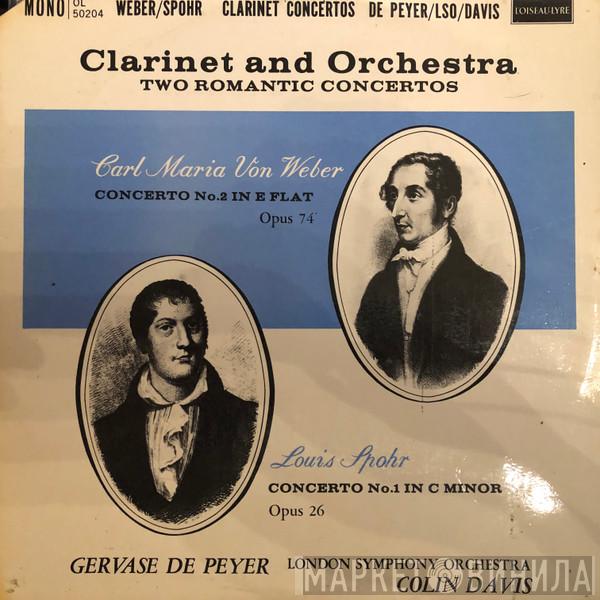 MONO OL 50204 WEBER/SPOHR CLARINET CONCERTOS DE PEYER/LSO/DAVIS L'OISEAU-LYRE
Clarinet and Orchestra
TWO ROMANTIC CONCERTOS
Carl Maria Von Weber
CONCERTO No.2 IN E FLAT
Opus 74
Louis Spohr
CONCERTO No.1 IN C MINOR
Opus 26
GERVASE DE PEYER LONDON SYMPHONY ORCHESTRA
COLIN DAVIS
МАРКЕТ ВИНИЛА